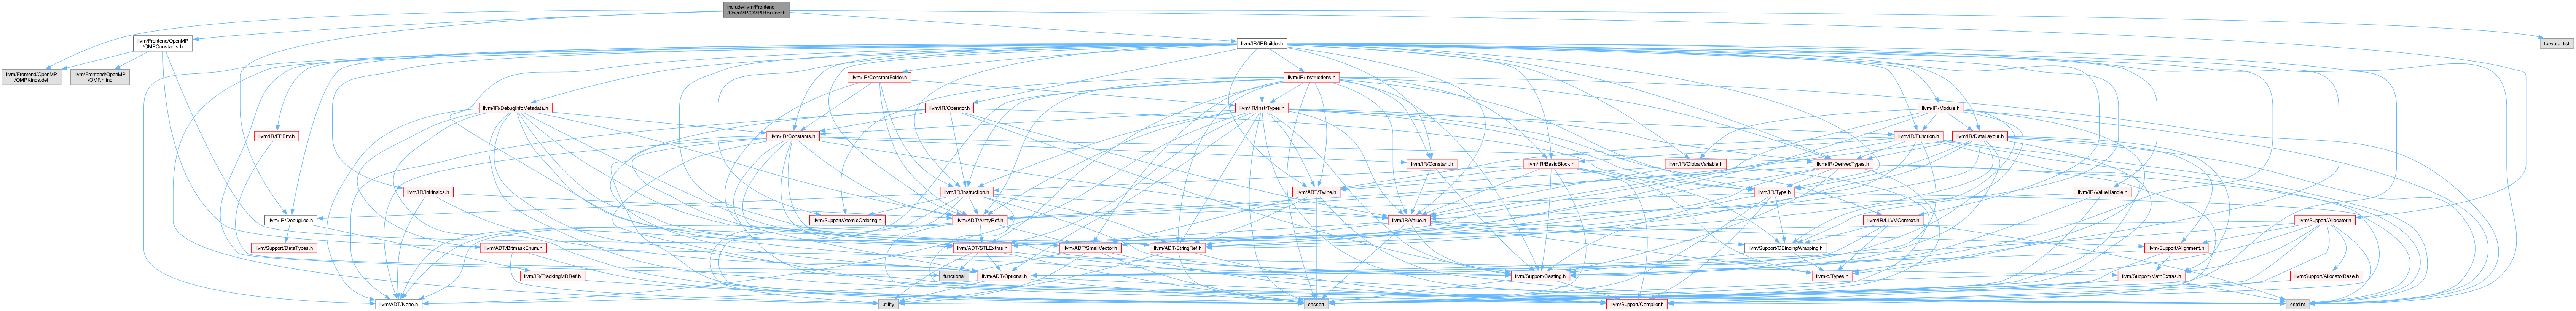 include/llvm/Frontend
/OpenMP/OMPIRBuilder.h
llvm/Frontend/OpenMP
/OMPConstants.h
llvm/IR/IRBuilder.h
forward_list
llvm/Frontend/OpenMP
/OMPKinds.def
llvm/Frontend/OpenMP
/OMP.h.inc
llvm/IR/ConstantFolder.h
llvm/IR/Instructions.h
llvm/IR/DebugInfoMetadata.h
llvm/IR/Operator.h
llvm/IR/InstrTypes.h
llvm/IR/Module.h
llvm/IR/FPEnv.h
llvm/IR/Constants.h
llvm/IR/Function.h
llvm/IR/DataLayout.h
llvm/IR/Constant.h
llvm/IR/BasicBlock.h
llvm/IR/GlobalVariable.h
llvm/IR/DerivedTypes.h
llvm/IR/Intrinsics.h
llvm/IR/Instruction.h
llvm/ADT/Twine.h
llvm/IR/Type.h
llvm/IR/ValueHandle.h
llvm/IR/DebugLoc.h
llvm/Support/AtomicOrdering.h
llvm/ADT/ArrayRef.h
llvm/IR/Value.h
llvm/IR/LLVMContext.h
llvm/Support/Allocator.h
llvm/Support/DataTypes.h
llvm/ADT/BitmaskEnum.h
llvm/ADT/STLExtras.h
llvm/ADT/SmallVector.h
llvm/ADT/StringRef.h
llvm/Support/CBindingWrapping.h
llvm/Support/Alignment.h
llvm/IR/TrackingMDRef.h
functional
llvm/ADT/Optional.h
llvm/Support/Casting.h
llvm-c/Types.h
llvm/Support/MathExtras.h
llvm/Support/AllocatorBase.h
llvm/ADT/None.h
utility
cassert
llvm/Support/Compiler.h
cstdint